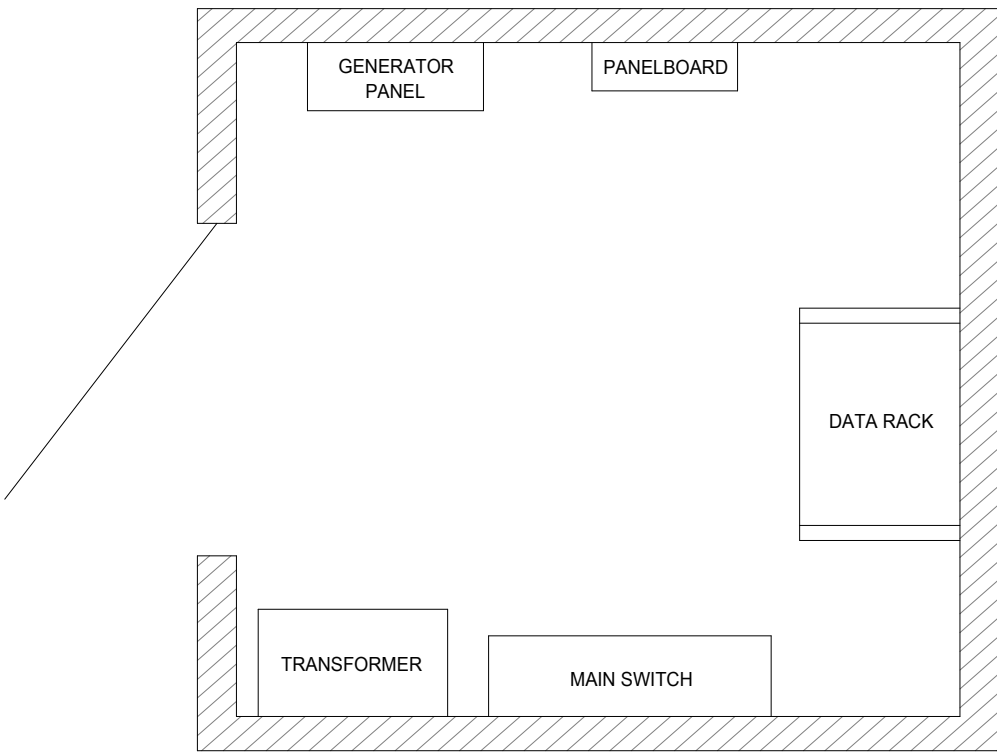 GENERATOR
PANEL
PANELBOARD
DATA RACK
TRANSFORMER
MAIN SWITCH